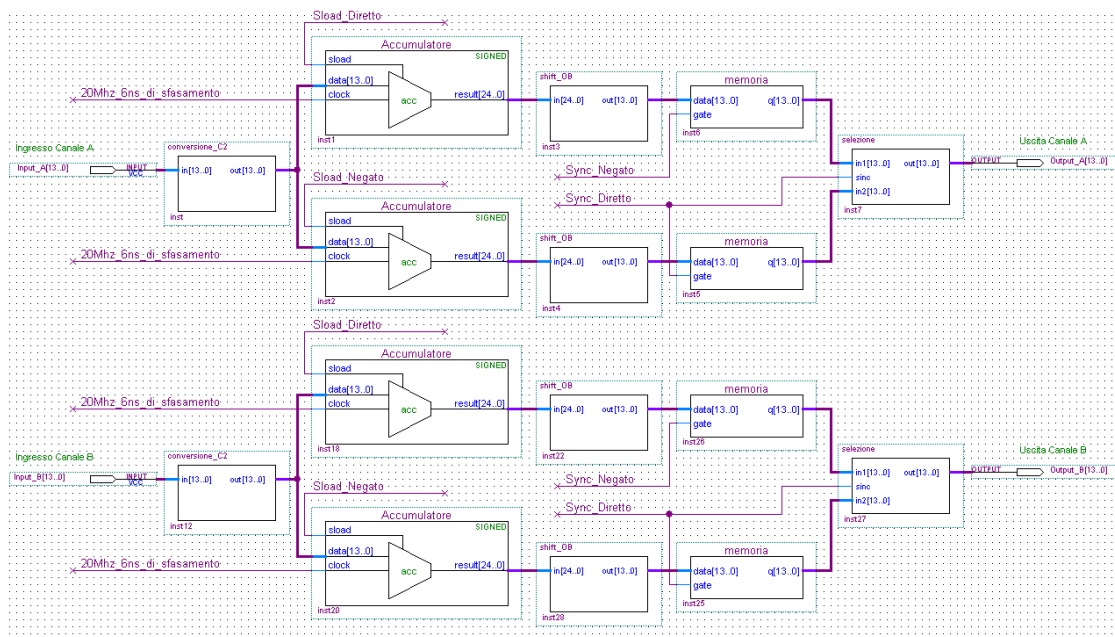 Sload_Diretto
Accumulatore
SIGNED
sload
data[13..0]
clock
acc
result[24..0]
inst1
20Mhz_6ns_di_sfasamento
shift_OB
in[24..0] out[13..0]
inst3
memoria
data[13..0] q[13..0]
gate
inst6
Ingresso Canale A
Input_A[13..0]
INPUT
VCC
conversione_C2
in[13..0] out[13..0]
inst
Sload_Negato
Accumulatore
SIGNED
sload
data[13..0]
clock
acc
result[24..0]
inst2
20Mhz_6ns_di_sfasamento
Sync_Negato
Sync_Diretto
shift_OB
in[24..0] out[13..0]
inst4
memoria
data[13..0] q[13..0]
gate
inst5
selezione
in1[13..0] out[13..0]
sinc
in2[13..0]
inst7
Uscita Canale A
OUTPUT
Output_A[13..0]
Sload_Diretto
Accumulatore
SIGNED
sload
data[13..0]
clock
acc
result[24..0]
inst18
20Mhz_6ns_di_sfasamento
shift_OB
in[24..0] out[13..0]
inst22
memoria
data[13..0] q[13..0]
gate
inst26
Ingresso Canale B
Input_B[13..0]
INPUT
VCC
conversione_C2
in[13..0] out[13..0]
inst12
Sload_Negato
Accumulatore
SIGNED
sload
data[13..0]
clock
acc
result[24..0]
inst20
20Mhz_6ns_di_sfasamento
Sync_Negato
Sync_Diretto
shift_OB
in[24..0] out[13..0]
inst28
memoria
data[13..0] q[13..0]
gate
inst25
selezione
in1[13..0] out[13..0]
sinc
in2[13..0]
inst27
Uscita Canale B
OUTPUT
Output_B[13..0]